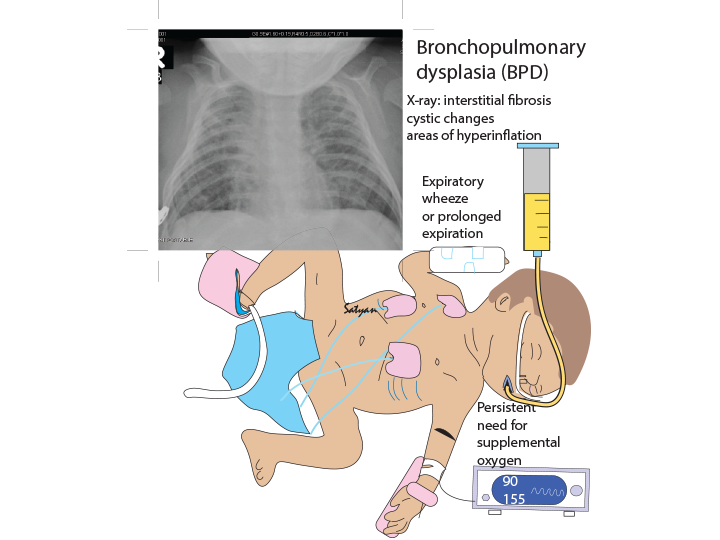 R
Bronchopulmonary
dysplasia (BPD)
X-ray: interstitial fibrosis
cystic changes
areas of hyperinflation
Expiratory
wheeze
or prolonged
expiration
Satyan
Persistent
need for
supplemental
oxygen
90
155